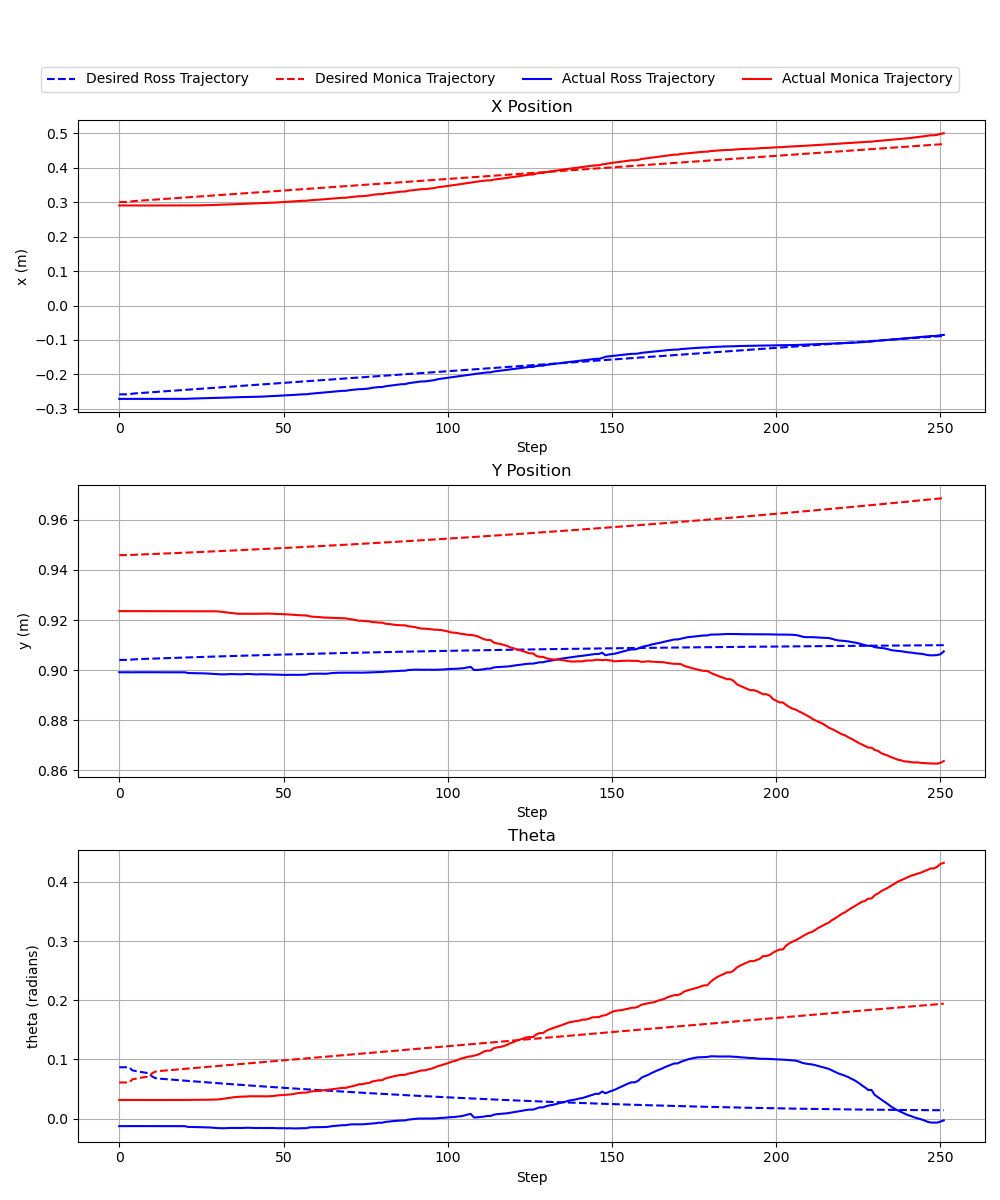 Desired Ross Trajectory Desired Monica Trajectory Actual Ross Trajectory Actual Monica Trajectory
X Position
0.5
0.4
0.3
0.2
0.1
0.0
−0.1
−0.2
−0.3
x (m)
0 50 100 150 200 250
Step
Y Position
0.96
0.94
0.92
0.90
0.88
0.86
y (m)
0 50 100 150 200 250
Step
Theta
0.4
0.3
0.2
0.1
0.0
theta (radians)
0 50 100 150 200 250
Step